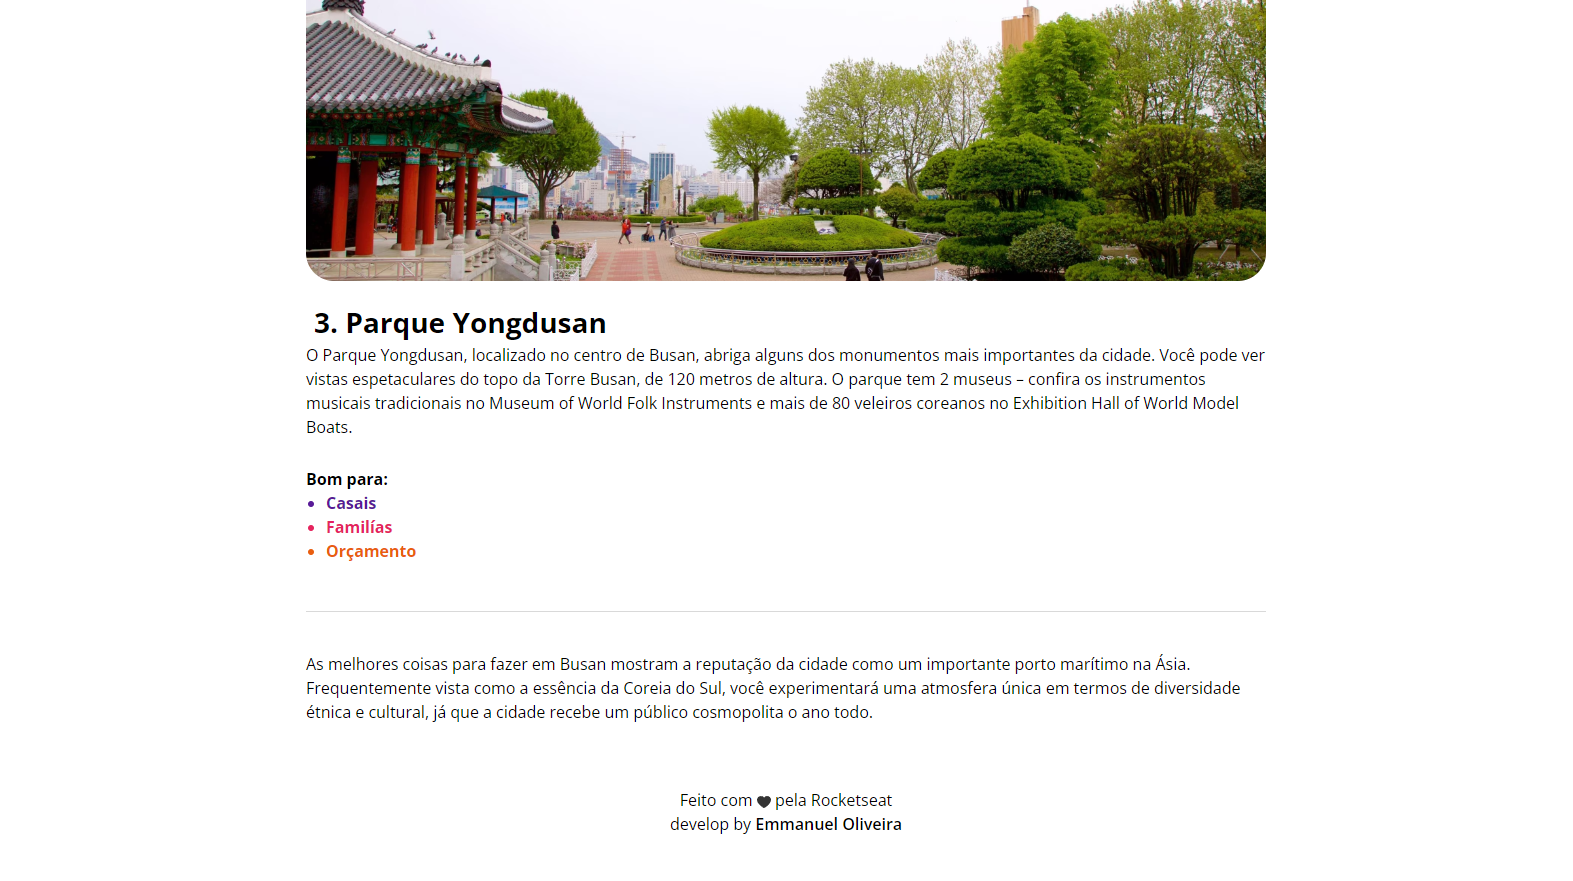 3. Parque Yongdusan
O Parque Yongdusan, localizado no centro de Busan, abriga alguns dos monumentos mais importantes da cidade. Você pode ver
vistas espetaculares do topo da Torre Busan, de 120 metros de altura. O parque tem 2 museus – confira os instrumentos
musicais tradicionais no Museum of World Folk Instruments e mais de 80 veleiros coreanos no Exhibition Hall of World Model
Boats.
Bom para:
• Casais
• Familías
• Orçamento
As melhores coisas para fazer em Busan mostram a reputação da cidade como um importante porto marítimo na Ásia.
Frequentemente vista como a essência da Coreia do Sul, você experimentará uma atmosfera única em termos de diversidade
étnica e cultural, já que a cidade recebe um público cosmopolita o ano todo.
Feito com 🖤 pela Rocketseat
develop by Emmanuel Oliveira